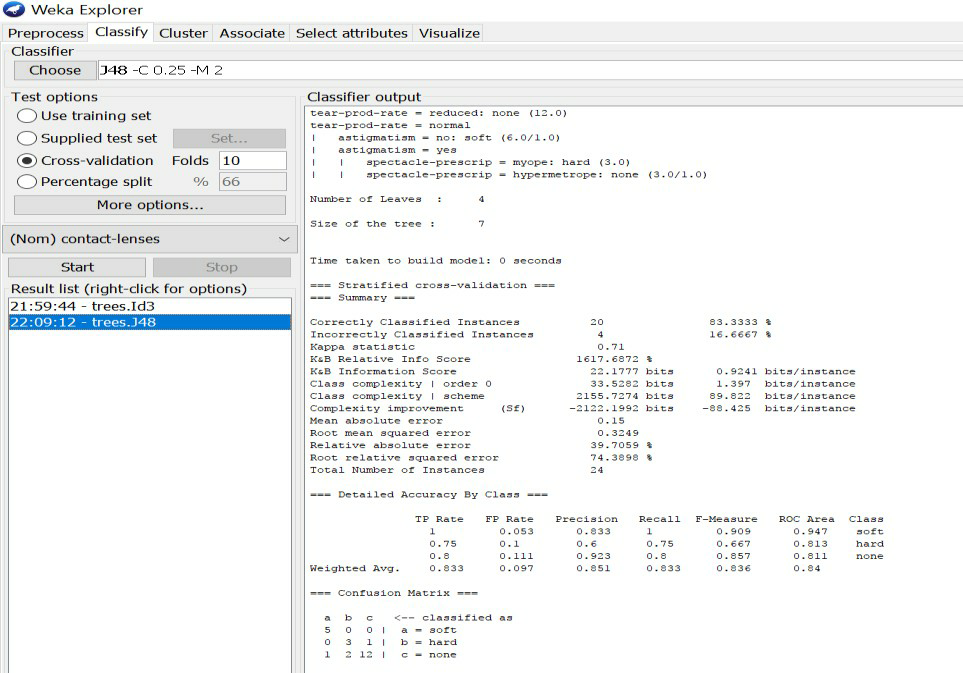 Weka Explorer
Preprocess Classify Cluster Associate Select attributes Visualize
Classifier
Choose J48 -C 0.25 -M 2
Test options
Use training set
Supplied test set Set...
Cross-validation Folds 10
Percentage split % 66
More options...
(Nom) contact-lenses
Start Stop
Result list (right-click for options)
21:59:44 - trees.Id3
22:09:12 - trees.J48
Classifier output
tear-prod-rate = reduced: none (12.0)
tear-prod-rate = normal
|   astigmatism = no: soft (6.0/1.0)
|   astigmatism = yes
|   |   spectacle-prescrip = myope: hard (3.0)
|   |   spectacle-prescrip = hypermetrope: none (3.0/1.0)
Number of Leaves  :     4
Size of the tree :      7
Time taken to build model: 0 seconds
=== Stratified cross-validation ===
=== Summary ===
Correctly Classified Instances          20               83.3333 %
Incorrectly Classified Instances         4               16.6667 %
Kappa statistic                          0.71
K&B Relative Info Score               1617.6872 %
K&B Information Score                   22.1777 bits      0.9241 bits/instance
Class complexity | order 0              33.5282 bits      1.397  bits/instance
Class complexity | scheme             2155.7274 bits     89.822  bits/instance
Complexity improvement     (Sf)      -2122.1992 bits    -88.425  bits/instance
Mean absolute error                      0.15
Root mean squared error                  0.3249
Relative absolute error                 39.7059 %
Root relative squared error             74.3898 %
Total Number of Instances               24
=== Detailed Accuracy By Class ===
TP Rate   FP Rate   Precision   Recall  F-Measure   ROC Area  Class
1         0.053      0.833     1         0.909      0.947    soft
0.75      0.1        0.6       0.75      0.667      0.813    hard
0.8       0.111      0.923     0.8       0.857      0.811    none
Weighted Avg.    0.833     0.097      0.851     0.833     0.836      0.84
=== Confusion Matrix ===
a  b  c   <-- classified as
5  0  0 |  a = soft
0  3  1 |  b = hard
1  2 12 |  c = none